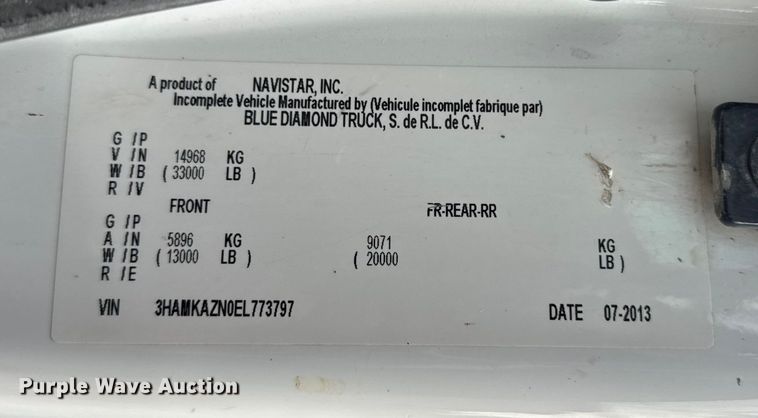 A product of NAVISTAR, INC.
Incomplete Vehicle Manufactured by (Vehicule incomplet fabrique par)
BLUE DIAMOND TRUCK, S. de R.L. de C.V.
G /P
V /N 14968 KG
W /B ( 33000 LB )
R /V
FRONT FR-REAR-RR
G /P
A /N 5896 KG 9071 KG
W /B ( 13000 LB ) ( 20000 LB )
R /E
VIN 3HAMKAZN0EL773797 DATE 07-2013
Purple Wave Auction